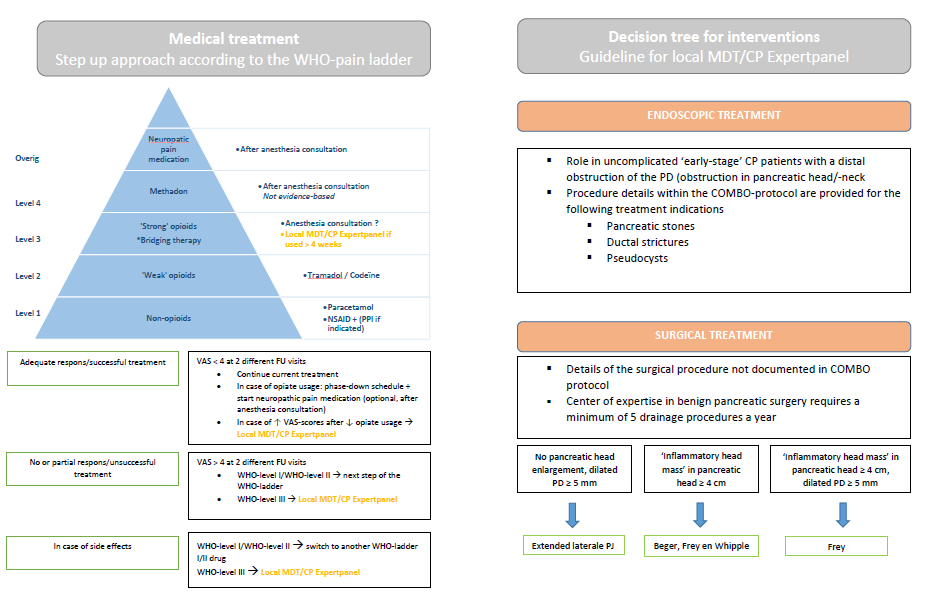 Medical treatment
Step up approach according to the WHO-pain ladder
Overig
Neuropatic
pain
medication
•After anesthesia consultation
Level 4
Methadon
•After anesthesia consultation
Not evidence-based
Level 3
'Strong' opioids
*Bridging therapy
•Anesthesia consultation ?
•Local MDT/CP Expertpanel if
used > 4 weeks
Level 2
'Weak' opioids
•Tramadol / Codeïne
Level 1
Non-opioids
•Paracetamol
•NSAID + (PPI if
indicated)
Adequate respons/successful treatment
VAS < 4 at 2 different FU visits
• Continue current treatment
• In case of opiate usage: phase-down schedule +
start neuropathic pain medication (optional, after
anesthesia consultation)
• In case of ↑ VAS-scores after ↓ opiate usage →
Local MDT/CP Expertpanel
No or partial respons/unsuccessful
treatment
VAS > 4 at 2 different FU visits
• WHO-level I/WHO-level II → next step of the
WHO-ladder
• WHO-level III → Local MDT/CP Expertpanel
In case of side effects
WHO-level I/WHO-level II → switch to another WHO-ladder
I/II drug
WHO-level III → Local MDT/CP Expertpanel
Decision tree for interventions
Guideline for local MDT/CP Expertpanel
ENDOSCOPIC TREATMENT
▪ Role in uncomplicated 'early-stage' CP patients with a distal
obstruction of the PD (obstruction in pancreatic head/-neck
▪ Procedure details within the COMBO-protocol are provided for the
following treatment indications
▪ Pancreatic stones
▪ Ductal strictures
▪ Pseudocysts
SURGICAL TREATMENT
▪ Details of the surgical procedure not documented in COMBO
protocol
▪ Center of expertise in benign pancreatic surgery requires a
minimum of 5 drainage procedures a year
No pancreatic head
enlargement, dilated
PD ≥ 5 mm
'Inflammatory head
mass' in pancreatic
head ≥ 4 cm
'Inflammatory head mass' in
pancreatic head ≥ 4 cm,
dilated PD ≥ 5 mm
Extended laterale PJ
Beger, Frey en Whipple
Frey